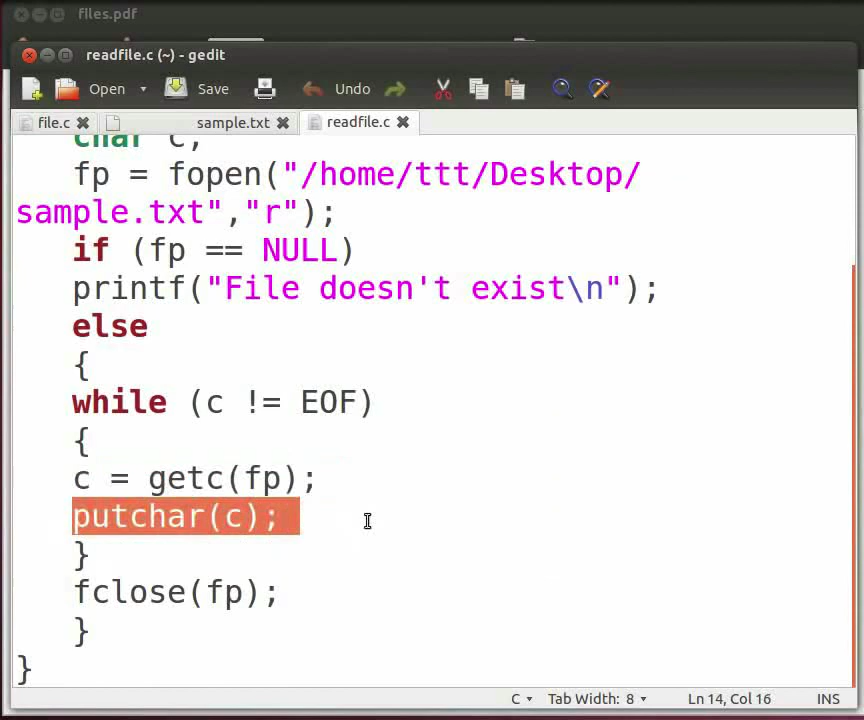 files.pdf
readfile.c (~) - gedit
Open Save Undo
file.c sample.txt readfile.c
char c,
fp = fopen("/home/ttt/Desktop/
sample.txt","r");
if (fp == NULL)
printf("File doesn't exist\n");
else
{
while (c != EOF)
{
c = getc(fp);
putchar(c);
}
fclose(fp);
}
}
C Tab Width: 8 Ln 14, Col 16 INS